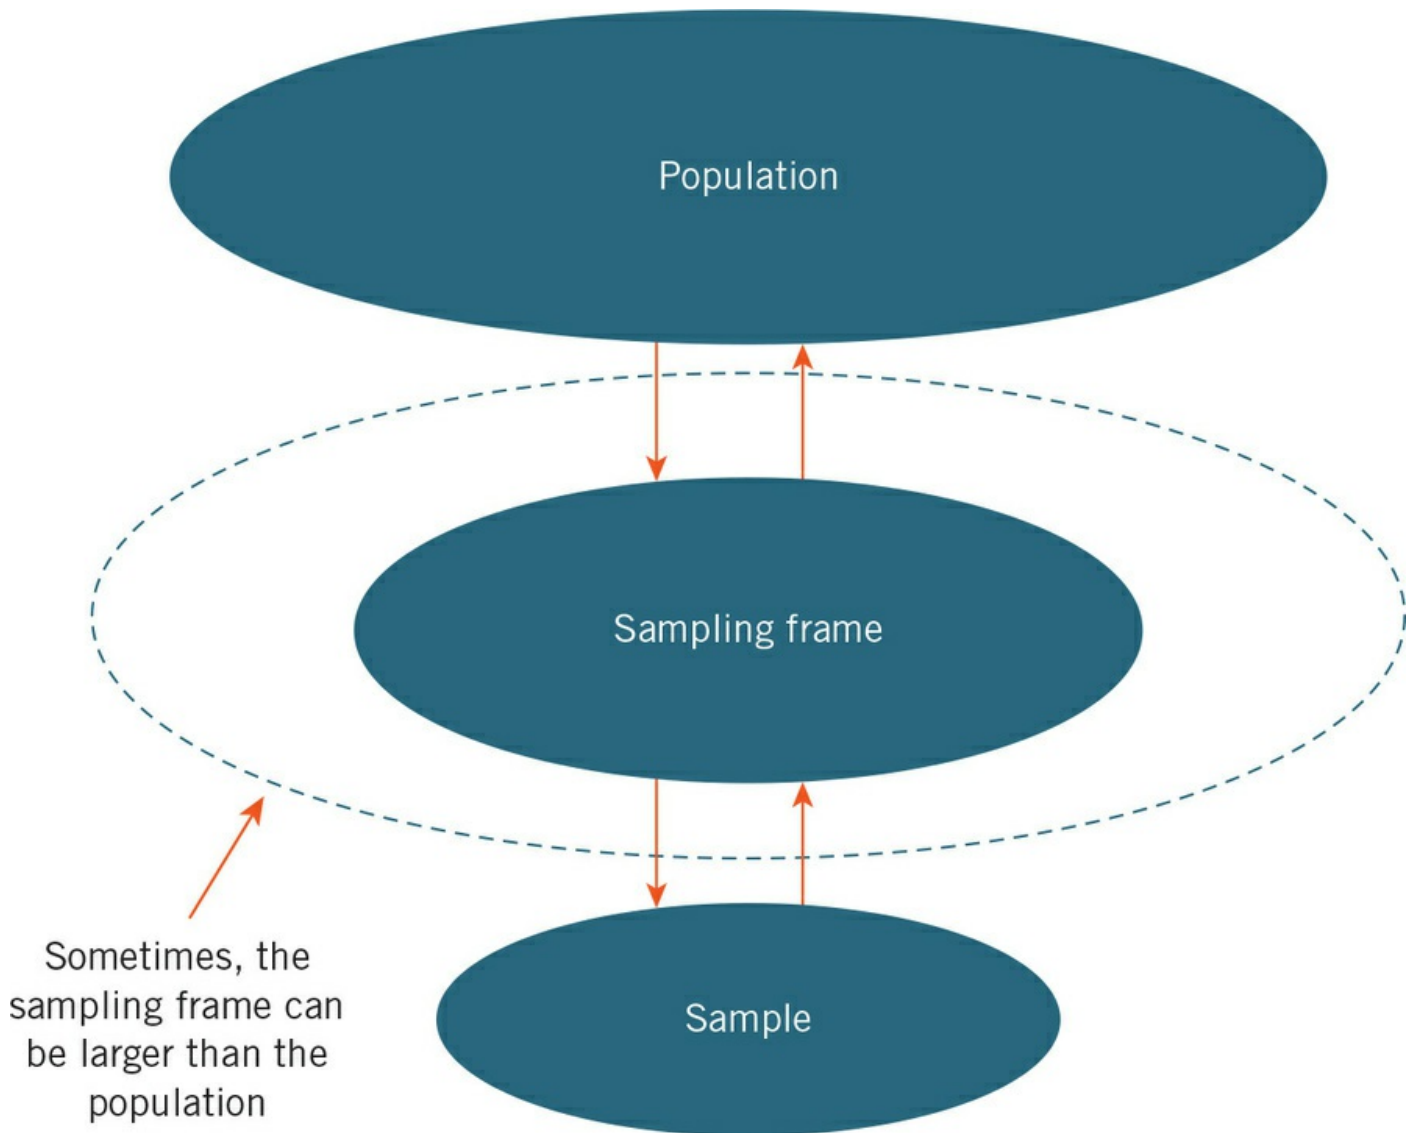 Population
Sampling frame
Sample
Sometimes, the
sampling frame can
be larger than the
population